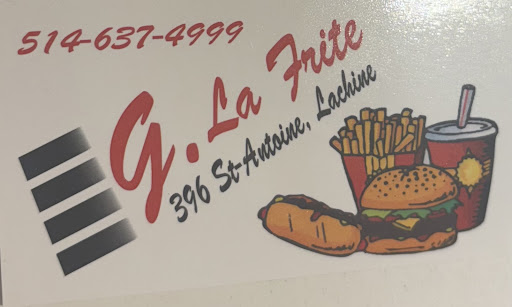 514-637-4999
G. La Frite
396 St-Antoine, Lachine